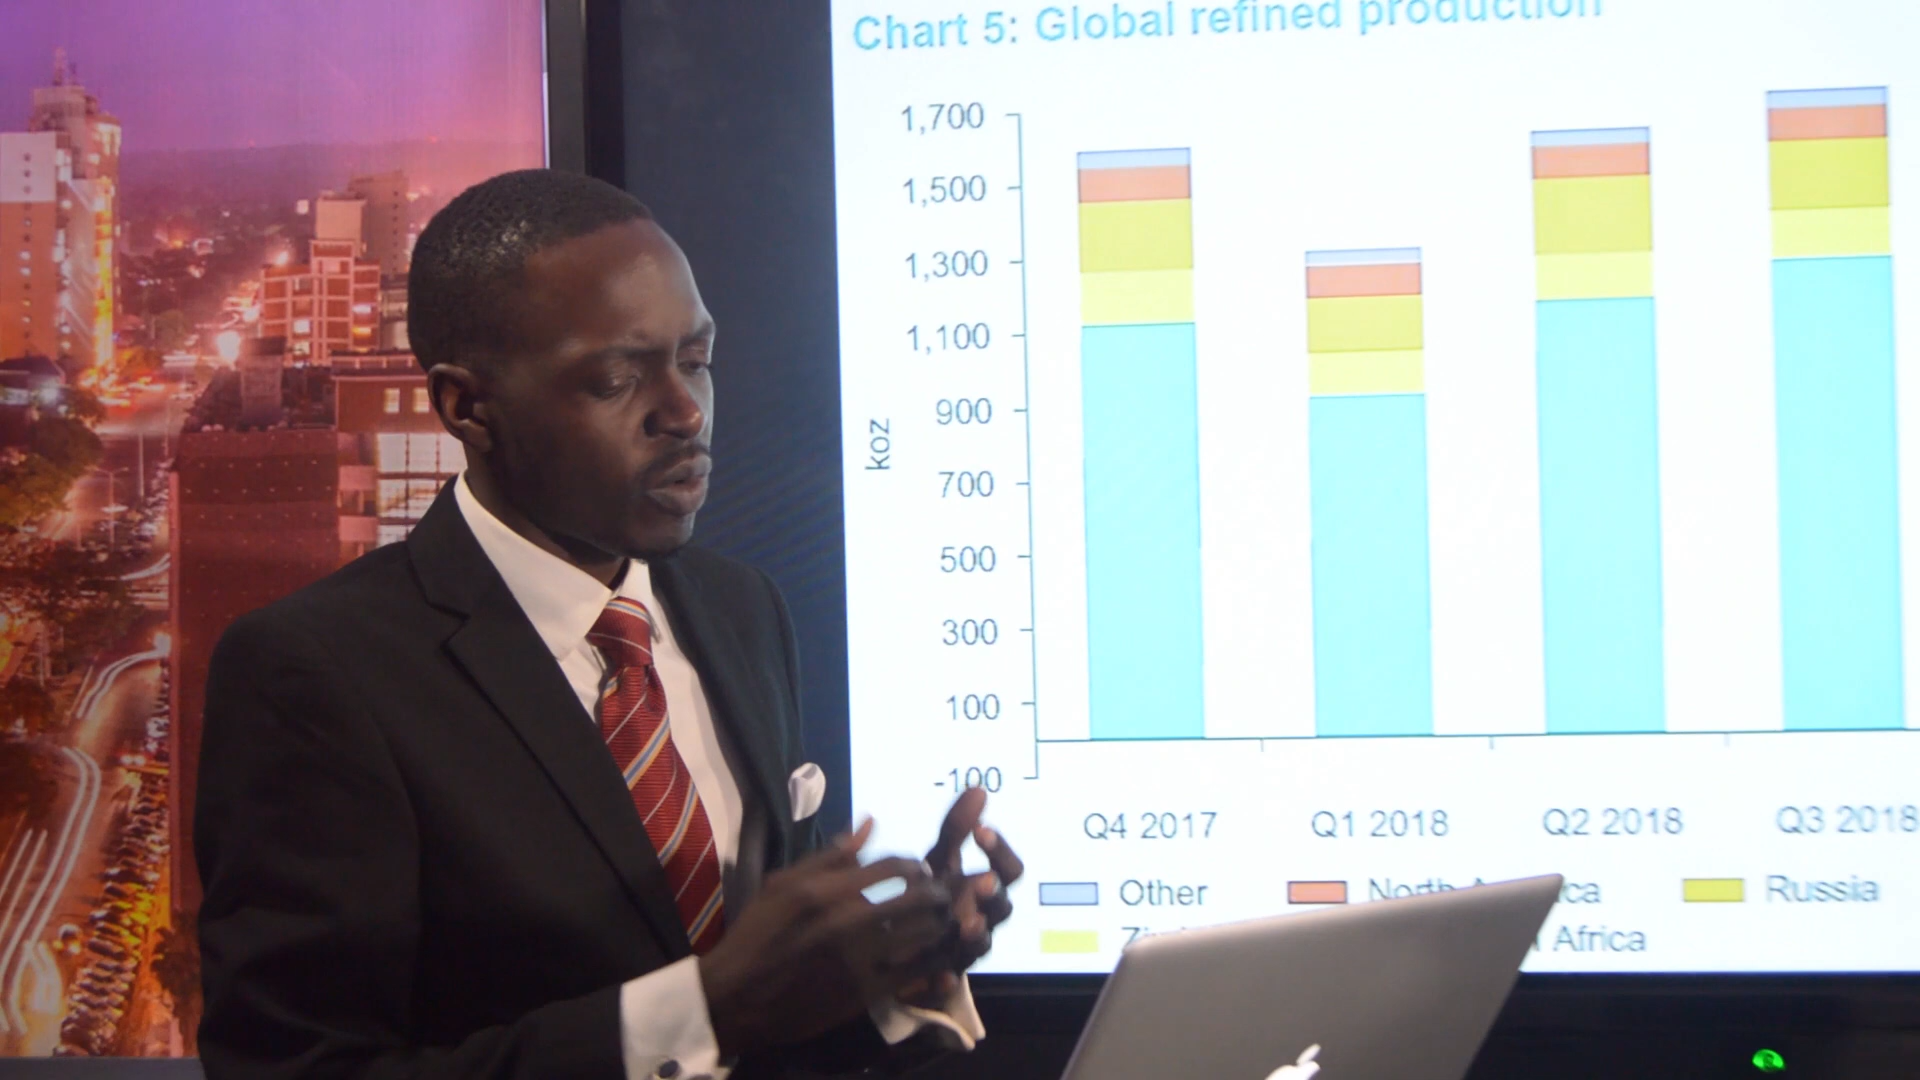 Chart 5: Global refined production
1,700
1,500
1,300
1,100
900
700
500
300
100
-100
koz
Q4 2017
Q1 2018
Q2 2018
Q3 2018
Other
Russia
Africa